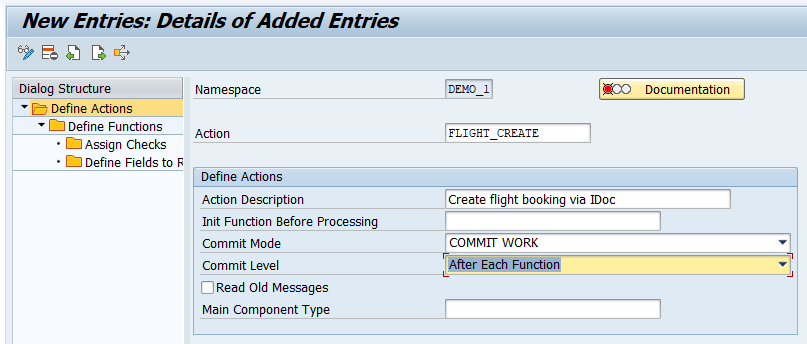 New Entries: Details of Added Entries
Dialog Structure
Define Actions
Define Functions
Assign Checks
Define Fields to R
Namespace DEMO_1 Documentation
Action FLIGHT_CREATE
Define Actions
Action Description Create flight booking via IDoc
Init Function Before Processing
Commit Mode COMMIT WORK
Commit Level After Each Function
Read Old Messages
Main Component Type